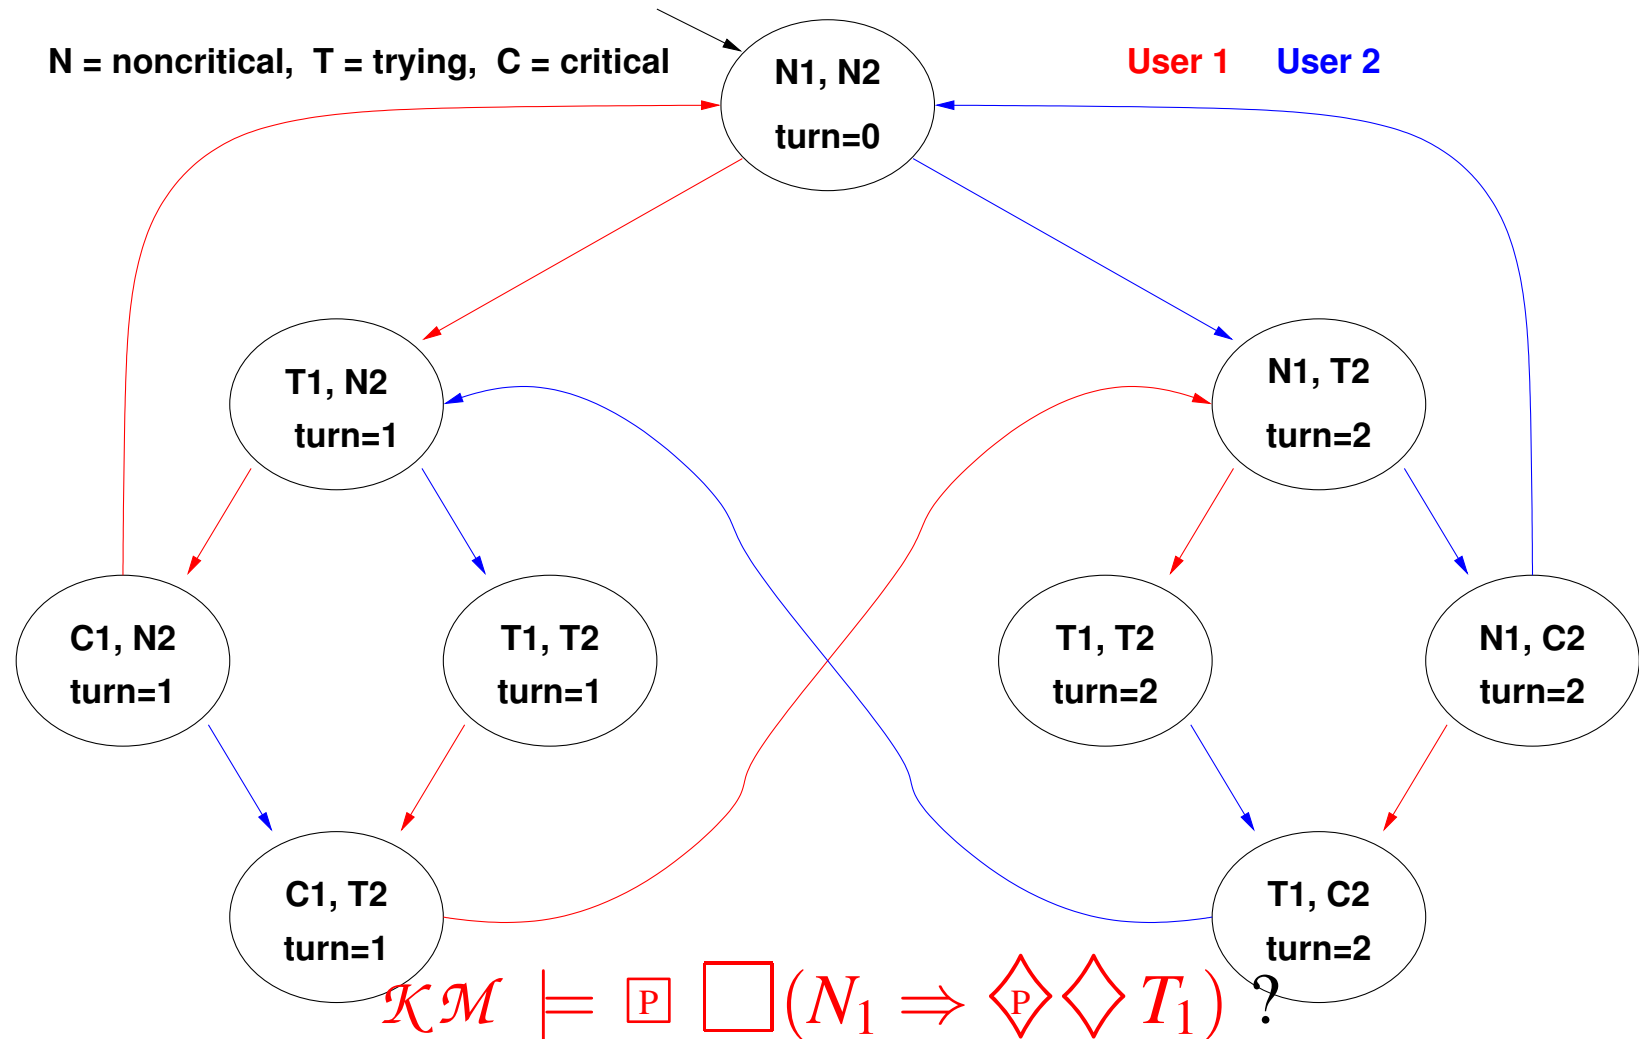 N = noncritical, T = trying, C = critical
User 1 User 2
N1, N2
turn=0
T1, N2
turn=1
N1, T2
turn=2
C1, N2
turn=1
T1, T2
turn=1
T1, T2
turn=2
N1, C2
turn=2
C1, T2
turn=1
T1, C2
turn=2
𝒦ℳ ⊨ [P] □ (N₁ ⇒ ⟨P⟩ ◇ T₁) ?